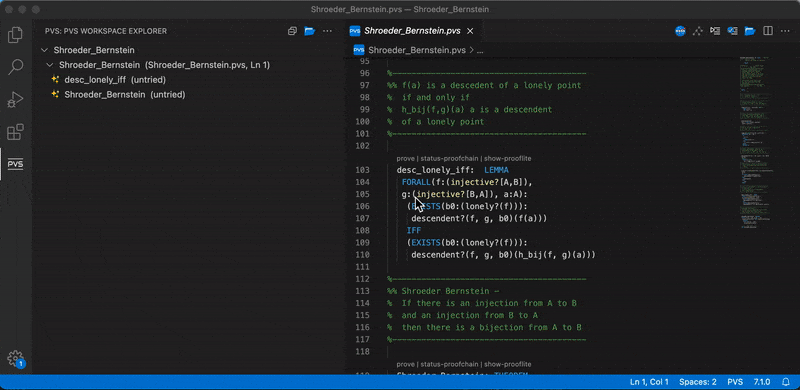 Shroeder_Bernstein.pvs — Shroeder_Bernstein
PVS: PVS WORKSPACE EXPLORER
Shroeder_Bernstein
Shroeder_Bernstein (Shroeder_Bernstein.pvs, Ln 1)
desc_lonely_iff (untried)
Shroeder_Bernstein (untried)
PVS
PVS Shroeder_Bernstein.pvs
PVS
PVS Shroeder_Bernstein.pvs > ...
95
96 %-------------------------------------
97 %% f(a) is a descedent of a lonely point
98 % if and only if
99 % h_bij(f,g)(a) a is a descendent
100 % of a lonely point
101 %-------------------------------------
102
prove | status-proofchain | show-prooflite
103 desc_lonely_iff: LEMMA
104 FORALL(f:(injective?[A,B]),
105 g:(injective?[B,A]), a:A):
106 (EXISTS(b0:(lonely?(f))):
107 descendent?(f, g, b0)(f(a)))
108 IFF
109 (EXISTS(b0:(lonely?(f))):
110 descendent?(f, g, b0)(h_bij(f, g)(a)))
111
112 %-------------------------------------
113 %% Shroeder Bernstein -
114 % If there is an injection from A to B
115 % and an injection from B to A
116 % then there is a bijection from A to B
117 %-------------------------------------
118
prove | status-proofchain | show-prooflite
1
Ln 1, Col 1 Spaces: 2 PVS 7.1.0